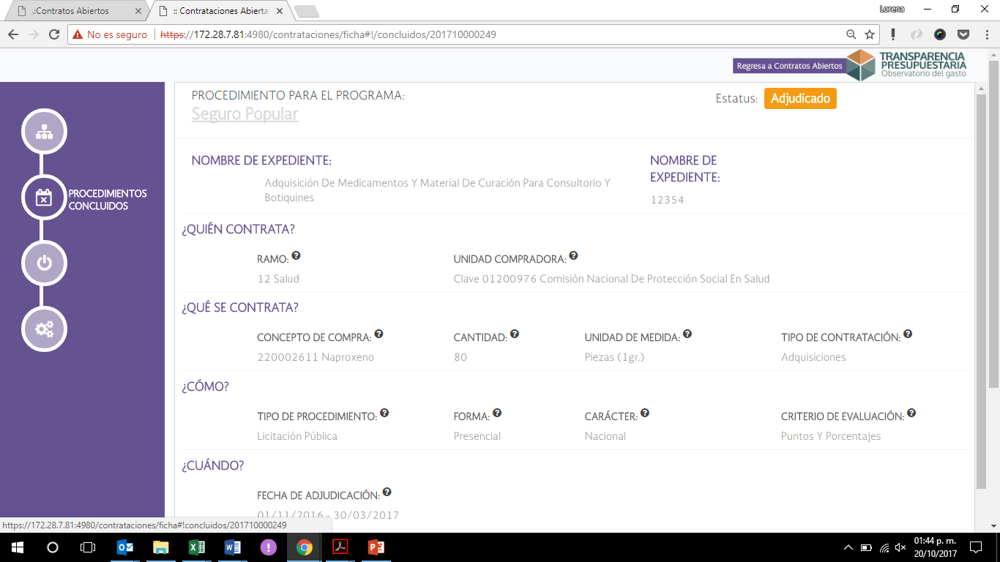 .:Contratos Abiertos
:: Contrataciones Abiertas
Lorena
No es seguro
https://172.28.7.81:4980/contrataciones/ficha#!/concluidos/201710000249
Regresa a Contratos Abiertos
TRANSPARENCIA
PRESUPUESTARIA
Observatorio del gasto
PROCEDIMIENTO PARA EL PROGRAMA:
Seguro Popular
Estatus: Adjudicado
PROCEDIMIENTOS
CONCLUIDOS
NOMBRE DE EXPEDIENTE:
Adquisición De Medicamentos Y Material De Curación Para Consultorio Y
Botiquines
NOMBRE DE
EXPEDIENTE:
12354
¿QUIÉN CONTRATA?
RAMO: UNIDAD COMPRADORA:
12 Salud Clave 01200976 Comisión Nacional De Protección Social En Salud
¿QUÉ SE CONTRATA?
CONCEPTO DE COMPRA: CANTIDAD: UNIDAD DE MEDIDA: TIPO DE CONTRATACIÓN:
220002611 Naproxeno 80 Piezas (1gr.) Adquisiciones
¿CÓMO?
TIPO DE PROCEDIMIENTO: FORMA: CARÁCTER: CRITERIO DE EVALUACIÓN:
Licitación Pública Presencial Nacional Puntos Y Porcentajes
¿CUÁNDO?
FECHA DE ADJUDICACIÓN:
01/11/2016 - 30/03/2017
https://172.28.7.81:4980/contrataciones/ficha#!concluidos/201710000249
01:44 p. m.
20/10/2017